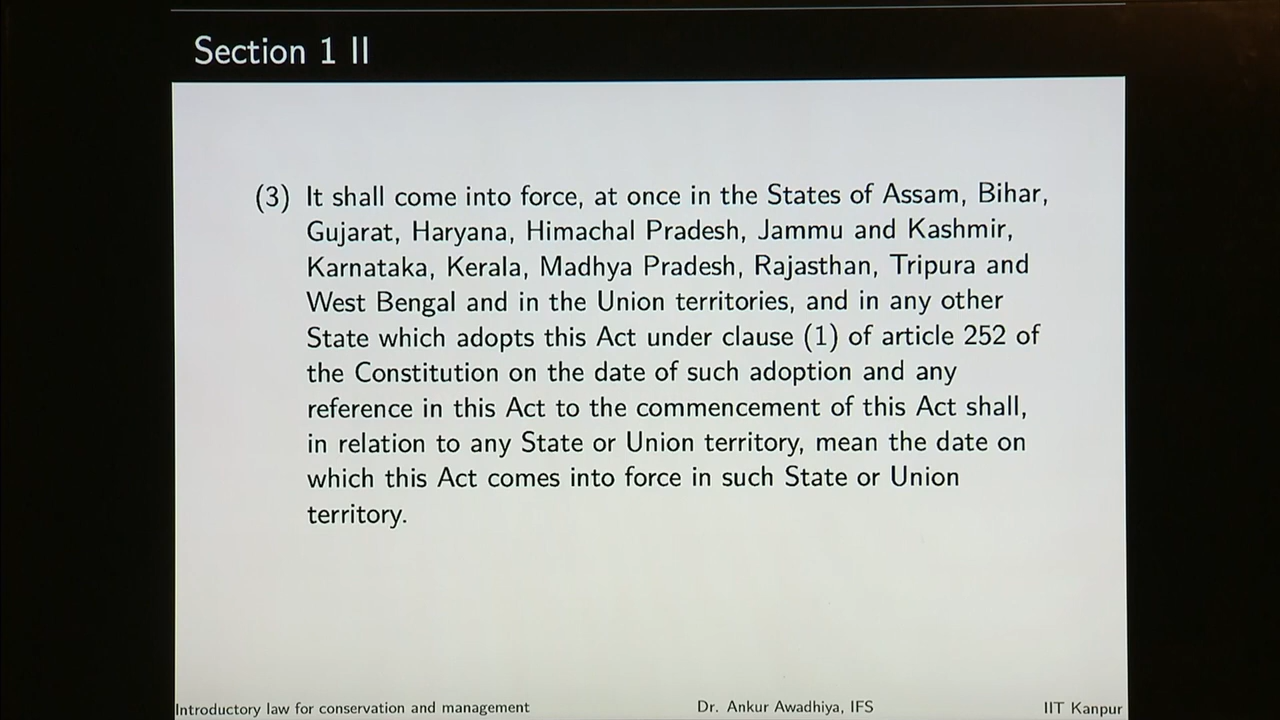 Section 1 II
(3) It shall come into force, at once in the States of Assam, Bihar,
Gujarat, Haryana, Himachal Pradesh, Jammu and Kashmir,
Karnataka, Kerala, Madhya Pradesh, Rajasthan, Tripura and
West Bengal and in the Union territories, and in any other
State which adopts this Act under clause (1) of article 252 of
the Constitution on the date of such adoption and any
reference in this Act to the commencement of this Act shall,
in relation to any State or Union territory, mean the date on
which this Act comes into force in such State or Union
territory.
Introductory law for conservation and management Dr. Ankur Awadhiya, IFS IIT Kanpur